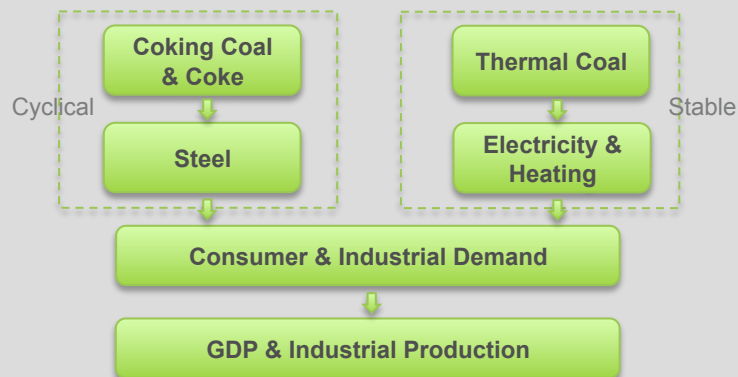 Coking Coal
& Coke
Thermal Coal
Cyclical
Stable
Steel
Electricity &
Heating
Consumer & Industrial Demand
GDP & Industrial Production